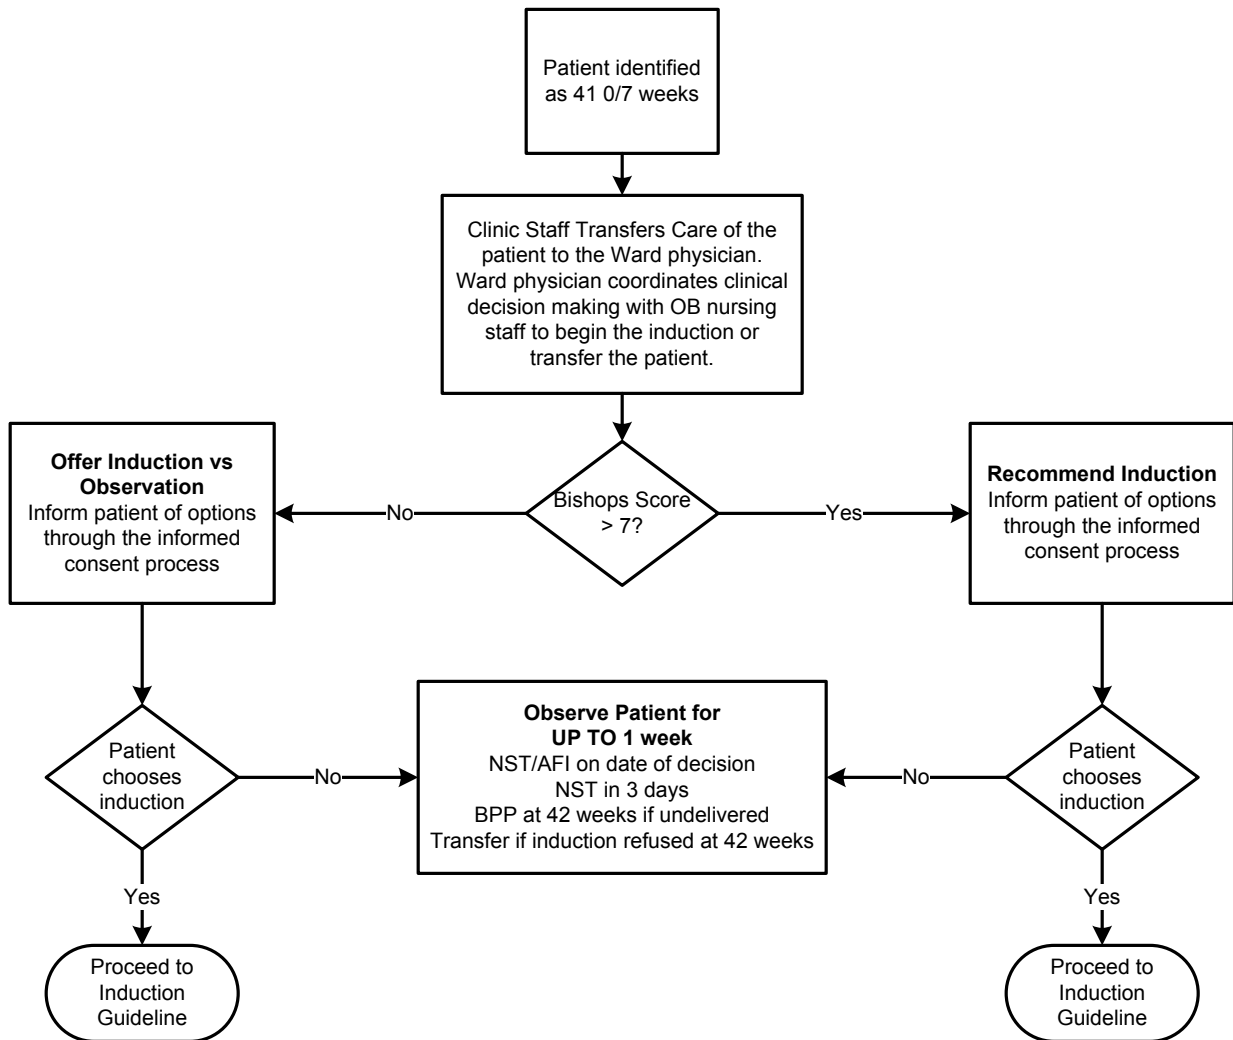 Patient identified
as 41 0/7 weeks
Clinic Staff Transfers Care of the
patient to the Ward physician.
Ward physician coordinates clinical
decision making with OB nursing
staff to begin the induction or
transfer the patient.
Bishops Score
> 7?
No
Yes
Offer Induction vs
Observation
Inform patient of options
through the informed
consent process
Recommend Induction
Inform patient of options
through the informed
consent process
Patient
chooses
induction
No
Observe Patient for
UP TO 1 week
NST/AFI on date of decision
NST in 3 days
BPP at 42 weeks if undelivered
Transfer if induction refused at 42 weeks
No
Patient
chooses
induction
Yes
Yes
Proceed to
Induction
Guideline
Proceed to
Induction
Guideline